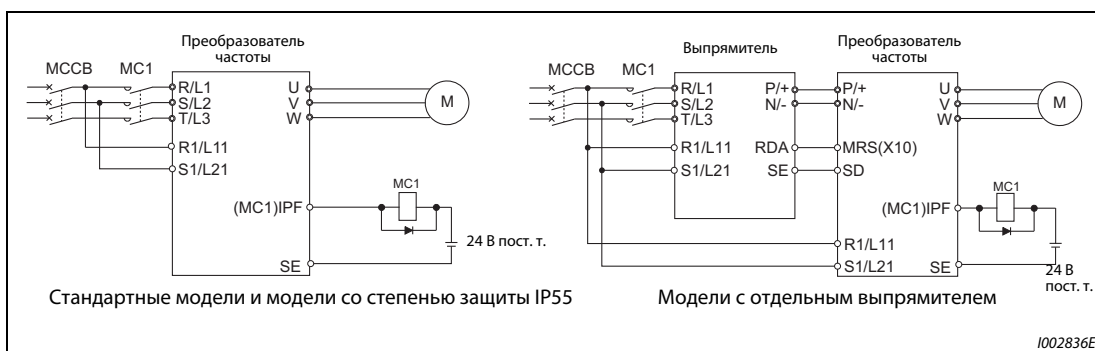 Преобразователь
частоты
MCCB
MC1
R/L1
S/L2
T/L3
R1/L11
S1/L21
U
V
W
M
(MC1)IPF
MC1
24 В пост. т.
SE
Стандартные модели и модели со степенью защиты IP55
Выпрямитель
Преобразователь
частоты
MCCB
MC1
R/L1
S/L2
T/L3
R1/L11
S1/L21
P/+
N/-
RDA
SE
P/+
N/-
MRS(X10)
SD
U
V
W
M
(MC1)IPF
MC1
R1/L11
S1/L21
SE
24 В
пост. т.
Модели с отдельным выпрямителем
I002836E